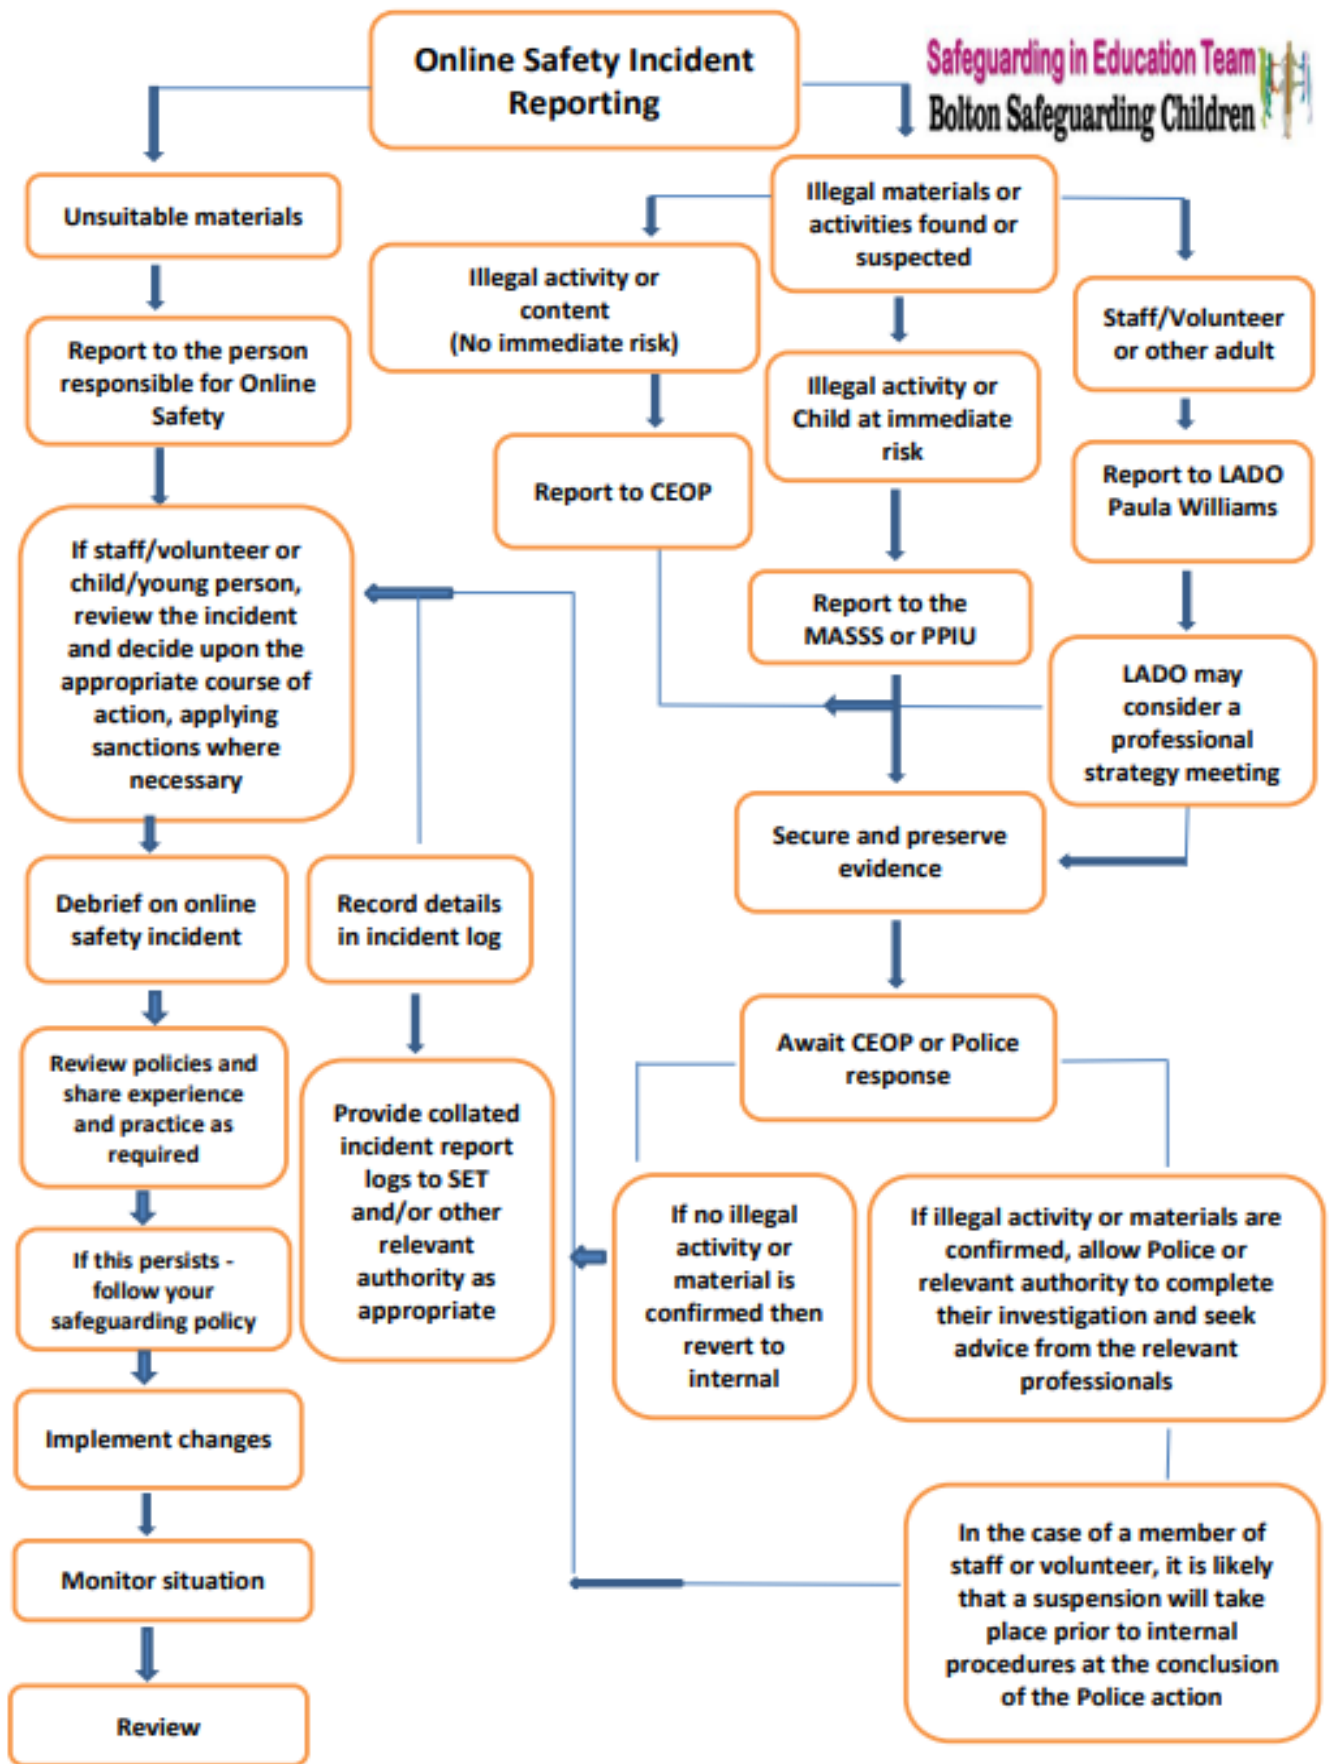 Online Safety Incident
Reporting
Safeguarding in Education Team
Bolton Safeguarding Children
Unsuitable materials
Report to the person
responsible for Online
Safety
If staff/volunteer or
child/young person,
review the incident
and decide upon the
appropriate course of
action, applying
sanctions where
necessary
Debrief on online
safety incident
Review policies and
share experience
and practice as
required
If this persists -
follow your
safeguarding policy
Implement changes
Monitor situation
Review
Record details
in incident log
Provide collated
incident report
logs to SET
and/or other
relevant
authority as
appropriate
Illegal materials or
activities found or
suspected
Illegal activity or
content
(No immediate risk)
Report to CEOP
Illegal activity or
Child at immediate
risk
Report to the
MASSS or PPIU
Staff/Volunteer
or other adult
Report to LADO
Paula Williams
LADO may
consider a
professional
strategy meeting
Secure and preserve
evidence
Await CEOP or Police
response
If no illegal
activity or
material is
confirmed then
revert to
internal
If illegal activity or materials are
confirmed, allow Police or
relevant authority to complete
their investigation and seek
advice from the relevant
professionals
In the case of a member of
staff or volunteer, it is likely
that a suspension will take
place prior to internal
procedures at the conclusion
of the Police action